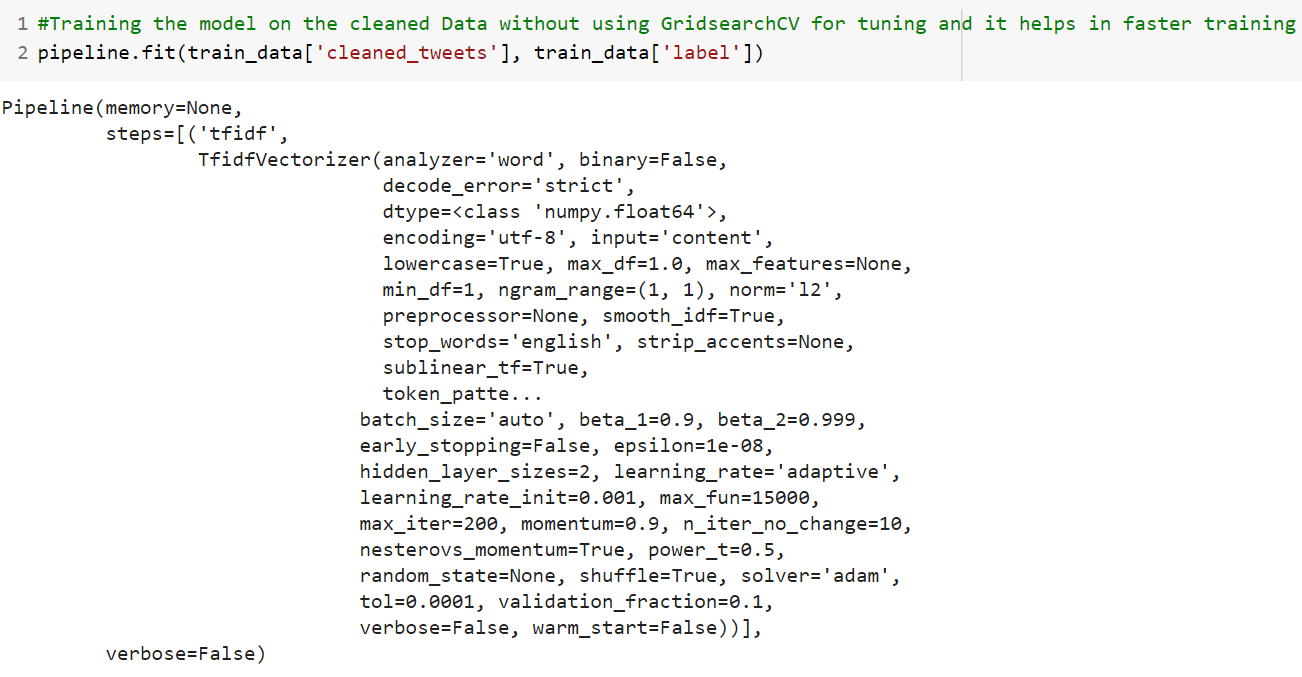 1 #Training the model on the cleaned Data without using GridsearchCV for tuning and it helps in faster training
2 pipeline.fit(train_data['cleaned_tweets'], train_data['label'])
Pipeline(memory=None,
         steps=[('tfidf',
                 TfidfVectorizer(analyzer='word', binary=False,
                                 decode_error='strict',
                                 dtype=<class 'numpy.float64'>,
                                 encoding='utf-8', input='content',
                                 lowercase=True, max_df=1.0, max_features=None,
                                 min_df=1, ngram_range=(1, 1), norm='l2',
                                 preprocessor=None, smooth_idf=True,
                                 stop_words='english', strip_accents=None,
                                 sublinear_tf=True,
                                 token_patte...
                               batch_size='auto', beta_1=0.9, beta_2=0.999,
                               early_stopping=False, epsilon=1e-08,
                               hidden_layer_sizes=2, learning_rate='adaptive',
                               learning_rate_init=0.001, max_fun=15000,
                               max_iter=200, momentum=0.9, n_iter_no_change=10,
                               nesterovs_momentum=True, power_t=0.5,
                               random_state=None, shuffle=True, solver='adam',
                               tol=0.0001, validation_fraction=0.1,
                               verbose=False, warm_start=False))],
         verbose=False)